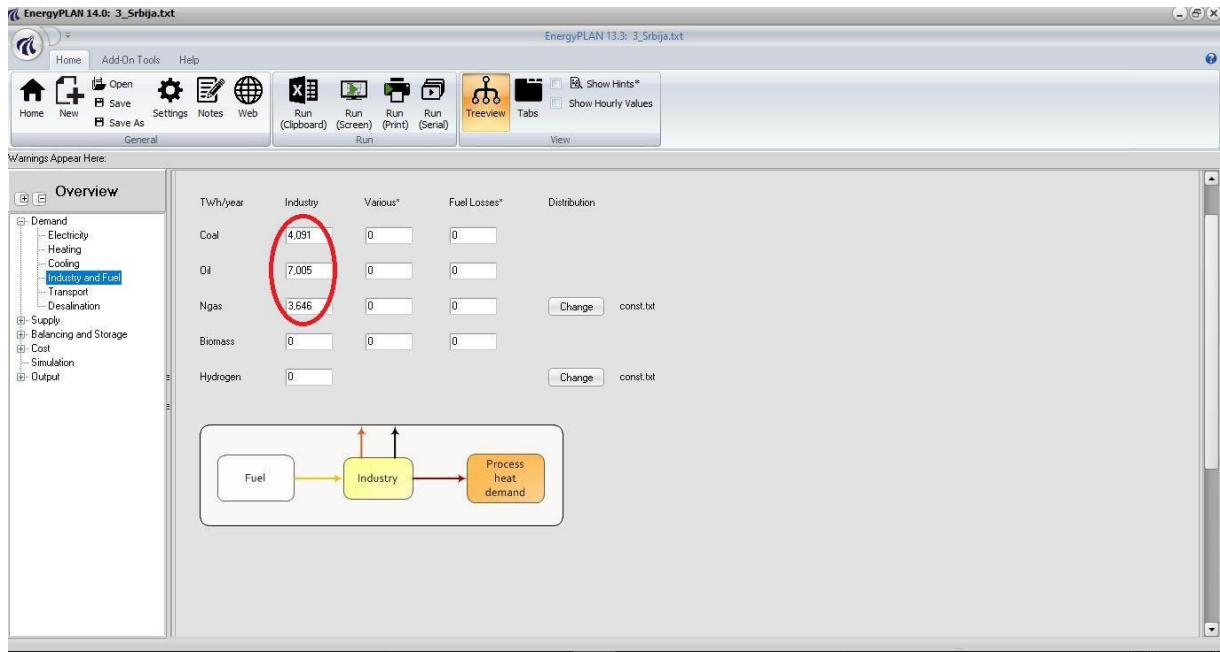 EnergyPLAN 14.0: 3_Srbija.txt
EnergyPLAN 13.3: 3_Srbija.txt
Home Add-On Tools Help
Home New Open Save Save As Settings Notes Web Run (Clipboard) Run (Screen) Run (Print) Run (Serial) Treeview Tabs Show Hints* Show Hourly Values
General Run View
Warnings Appear Here:
Overview
Demand
Electricity
Heating
Cooling
Industry and Fuel
Transport
Desalination
Supply
Balancing and Storage
Cost
Simulation
Output
TWh/year Industry Various* Fuel Losses* Distribution
Coal 4,091 0 0
Oil 7,005 0 0
Ngas 3,646 0 0 Change const.txt
Biomass 0 0 0
Hydrogen 0 Change const.txt
Fuel Industry Process heat demand